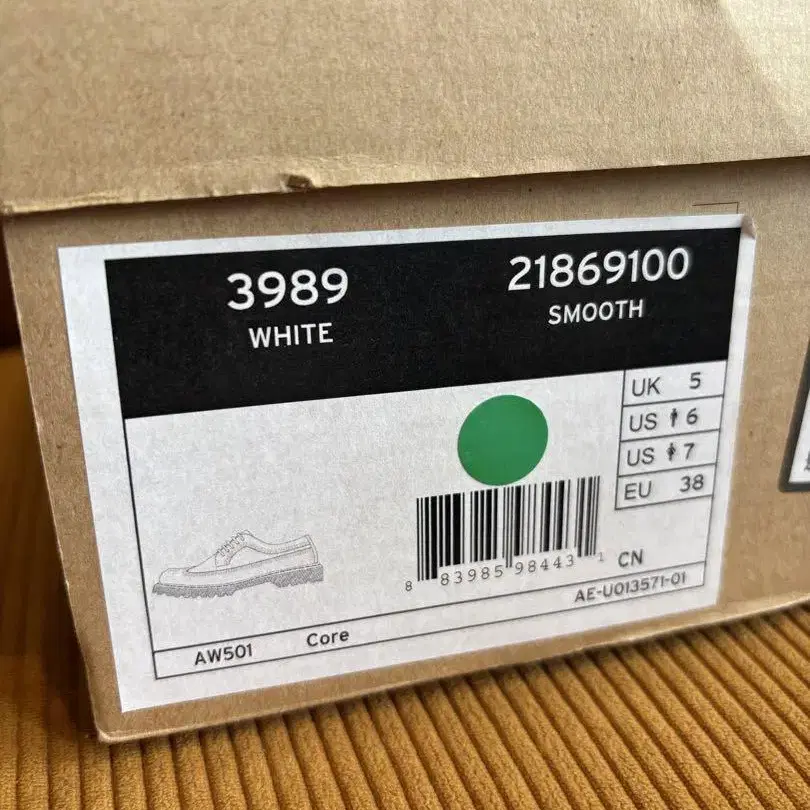 3989
WHITE
21869100
SMOOTH
UK 5
US 6
US 7
EU 38
8 83985 98443 1
CN
AE-U013571-01
AW501
Core